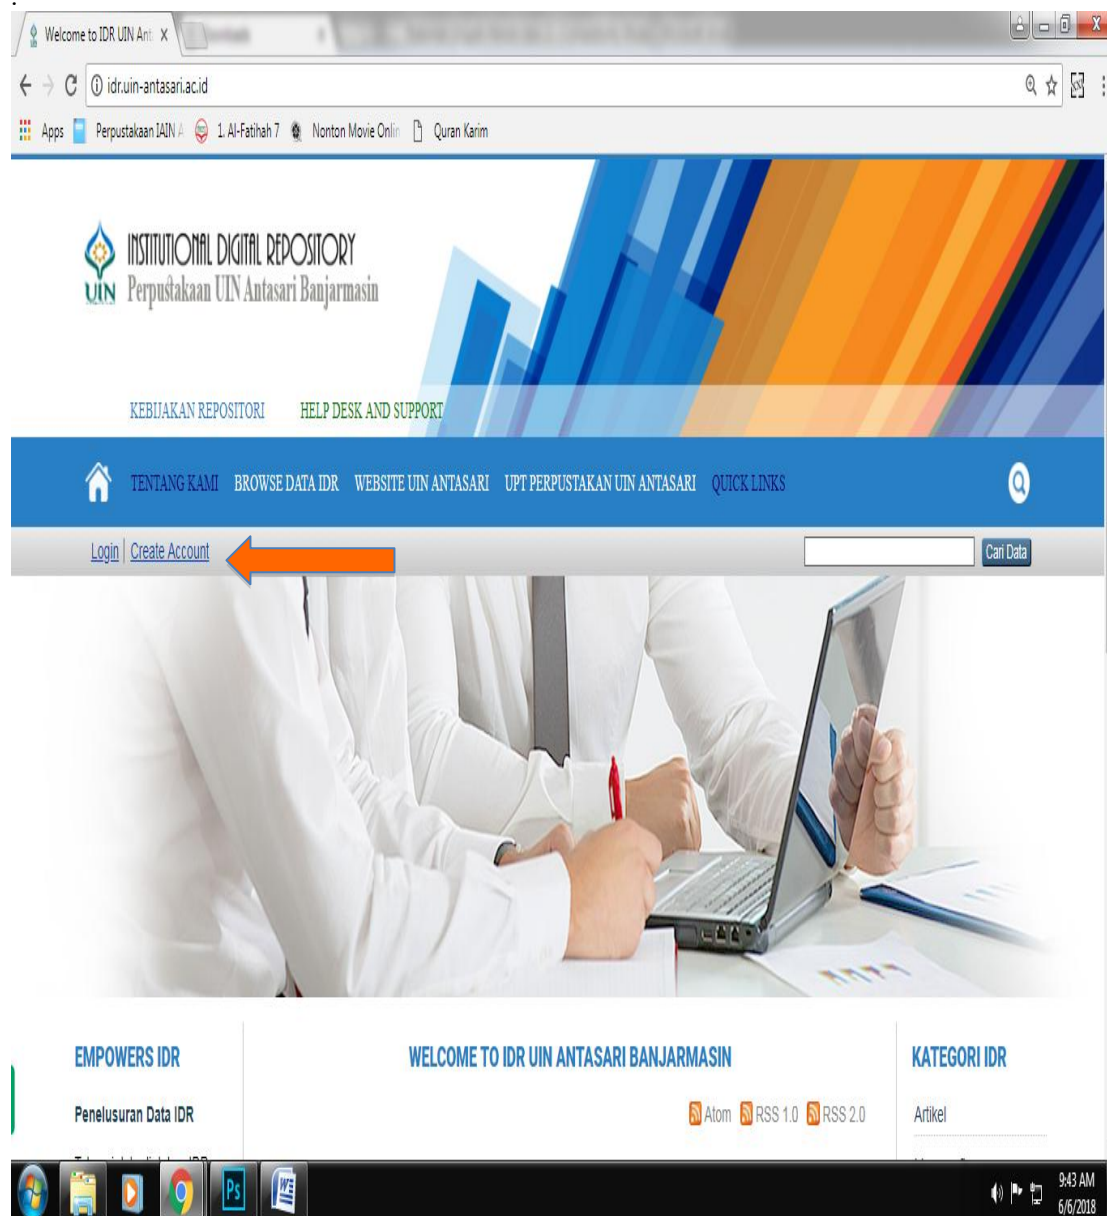 .
Welcome to IDR UIN Ant
idr.uin-antasari.ac.id
Apps Perpustakaan IAIN A 1. Al-Fatihah 7 Nonton Movie Onlin Quran Karim
INSTITUTIONAL DIGITAL REPOSITORY
UIN Perpustakaan UIN Antasari Banjarmasin
KEBIJAKAN REPOSITORI HELP DESK AND SUPPORT
TENTANG KAMI BROWSE DATA IDR WEBSITE UIN ANTASARI UPT PERPUSTAKAN UIN ANTASARI QUICK LINKS
Login | Create Account Cari Data
EMPOWERS IDR WELCOME TO IDR UIN ANTASARI BANJARMASIN KATEGORI IDR
Penelusuran Data IDR Atom RSS 1.0 RSS 2.0 Artikel
Ps W
9:43 AM
6/6/2018